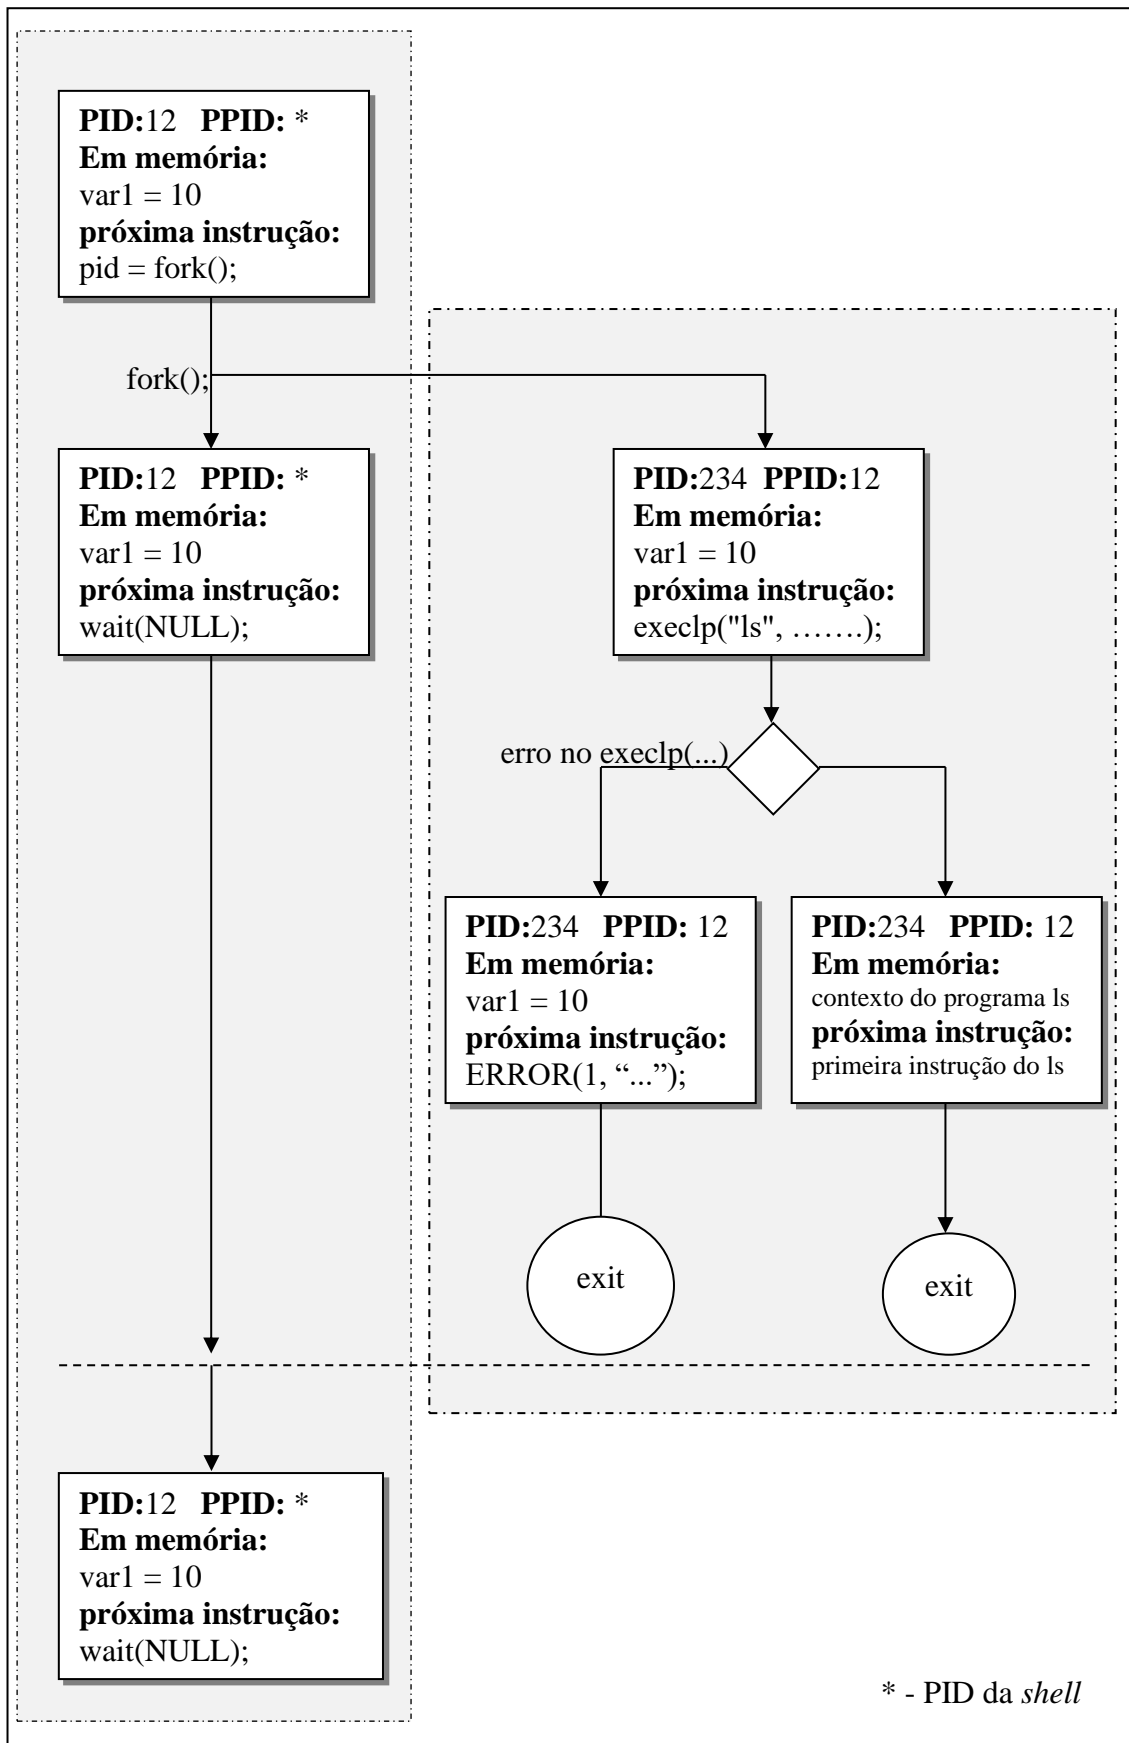 PID:12 PPID: *
Em memória:
var1 = 10
próxima instrução:
pid = fork();
fork();
PID:12 PPID: *
Em memória:
var1 = 10
próxima instrução:
wait(NULL);
PID:234 PPID:12
Em memória:
var1 = 10
próxima instrução:
execlp("ls", …….);
erro no execlp(...)
PID:234 PPID: 12
Em memória:
var1 = 10
próxima instrução:
ERROR(1, “...”);
PID:234 PPID: 12
Em memória:
contexto do programa ls
próxima instrução:
primeira instrução do ls
exit
exit
PID:12 PPID: *
Em memória:
var1 = 10
próxima instrução:
wait(NULL);
* - PID da shell